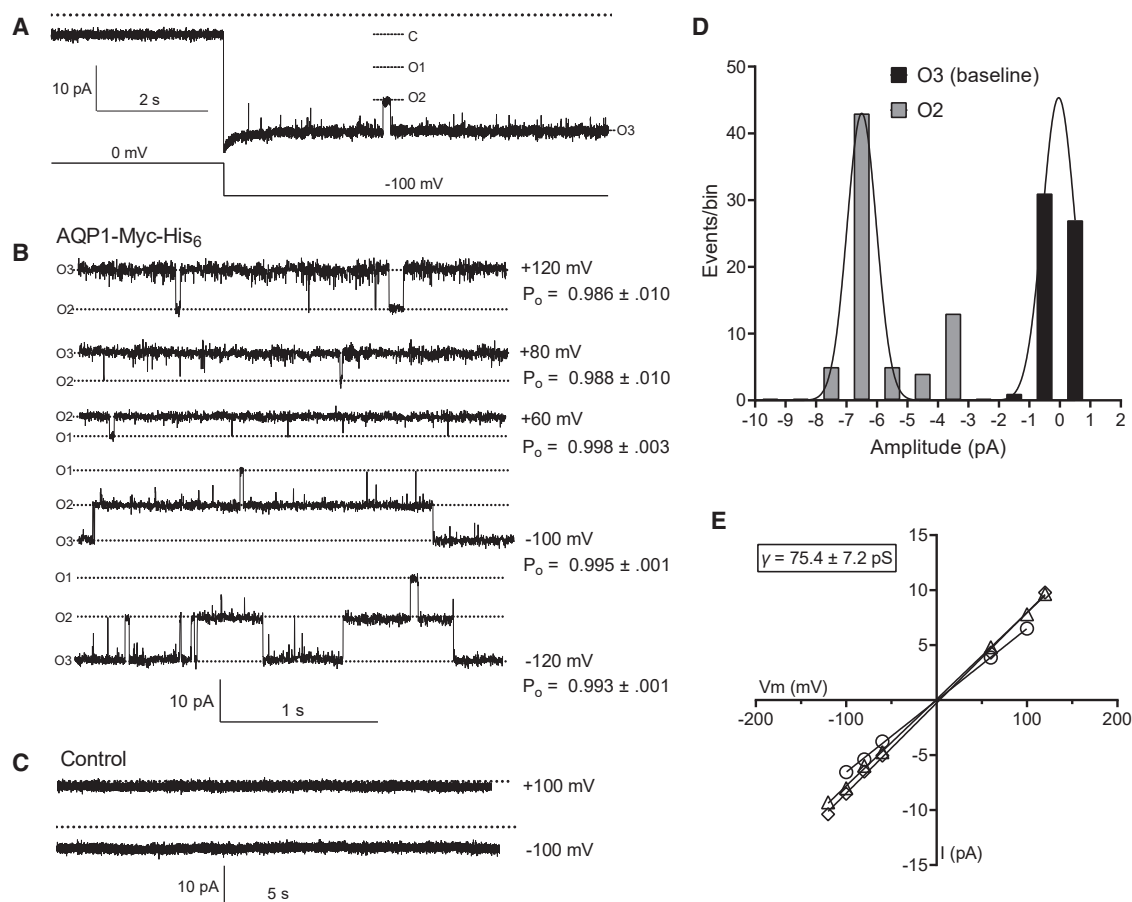 A
C
O1
O2
O3
10 pA
2 s
0 mV
-100 mV
AQP1-Myc-His6
B
O3
+120 mV
Po = 0.986 ± .010
O2
O3
+80 mV
O2
Po = 0.988 ± .010
O2
+60 mV
O1
Po = 0.998 ± .003
O1
O2
O3
-100 mV
Po = 0.995 ± .001
O1
O2
O3
-120 mV
Po = 0.993 ± .001
10 pA
1 s
C
Control
+100 mV
-100 mV
10 pA
5 s
D
O3 (baseline)
O2
Events/bin
50
40
30
20
10
0
-10 -9 -8 -7 -6 -5 -4 -3 -2 -1 0 1 2
Amplitude (pA)
E
γ = 75.4 ± 7.2 pS
15
10
5
Vm (mV)
-200 -100 100 200
-5
-10
-15
I (pA)